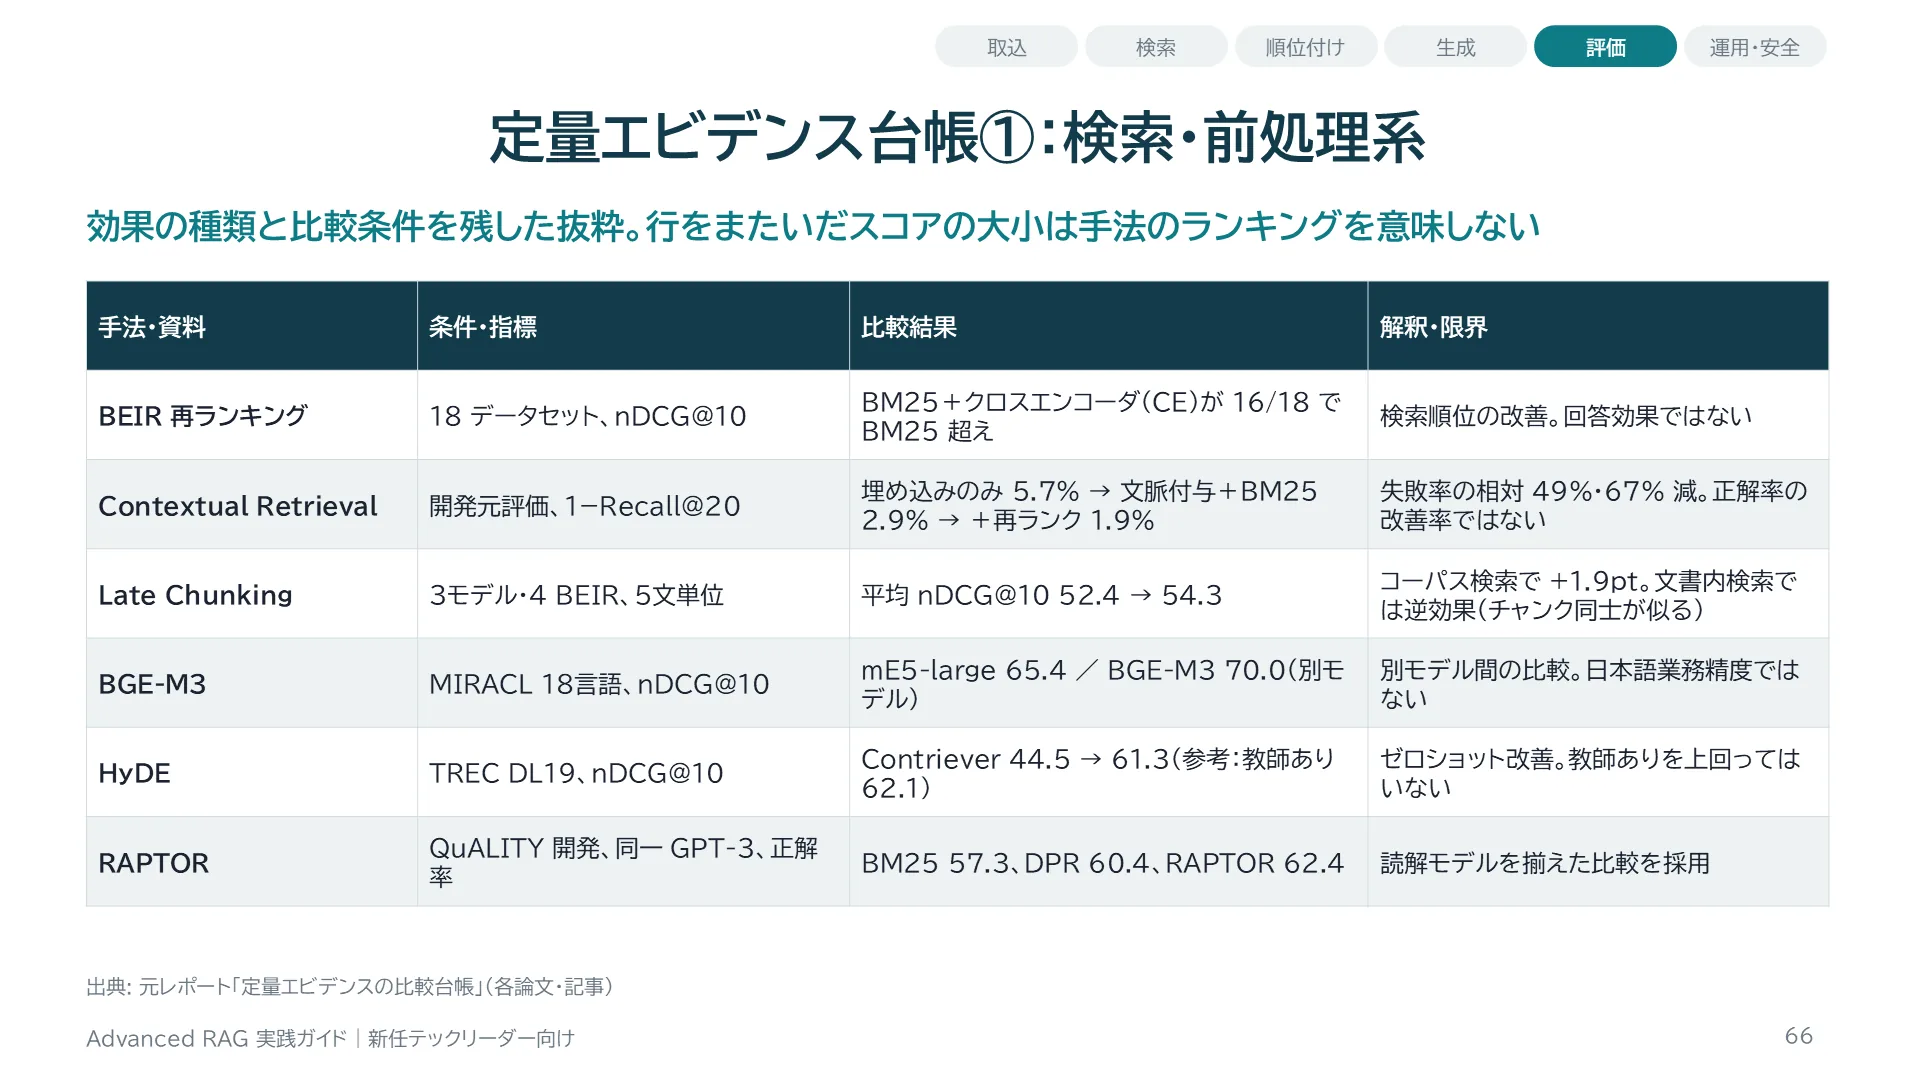 取込
検索
順位付け
生成
評価
運用・安全
定量エビデンス台帳①：検索・前処理系
効果の種類と比較条件を残した抜粋。行をまたいだスコアの大小は手法のランキングを意味しない
手法・資料
条件・指標
比較結果
解釈・限界
BEIR 再ランキング
18 データセット、nDCG@10
BM25＋クロスエンコーダ（CE）が 16/18 で
BM25 超え
検索順位の改善。回答効果ではない
Contextual Retrieval
開発元評価、1−Recall@20
埋め込みのみ 5.7% → 文脈付与＋BM25
2.9% → ＋再ランク 1.9%
失敗率の相対 49%・67% 減。正解率の
改善率ではない
Late Chunking
3モデル・4 BEIR、5文単位
平均 nDCG@10 52.4 → 54.3
コーパス検索で +1.9pt。文書内検索で
は逆効果（チャンク同士が似る）
BGE-M3
MIRACL 18言語、nDCG@10
mE5-large 65.4 ／ BGE-M3 70.0（別モ
デル）
別モデル間の比較。日本語業務精度では
ない
HyDE
TREC DL19、nDCG@10
Contriever 44.5 → 61.3（参考：教師あり
62.1）
ゼロショット改善。教師ありを上回っては
いない
RAPTOR
QuALITY 開発、同一 GPT-3、正解
率
BM25 57.3、DPR 60.4、RAPTOR 62.4
読解モデルを揃えた比較を採用
出典: 元レポート「定量エビデンスの比較台帳」（各論文・記事）
Advanced RAG 実践ガイド｜新任テックリーダー向け
66